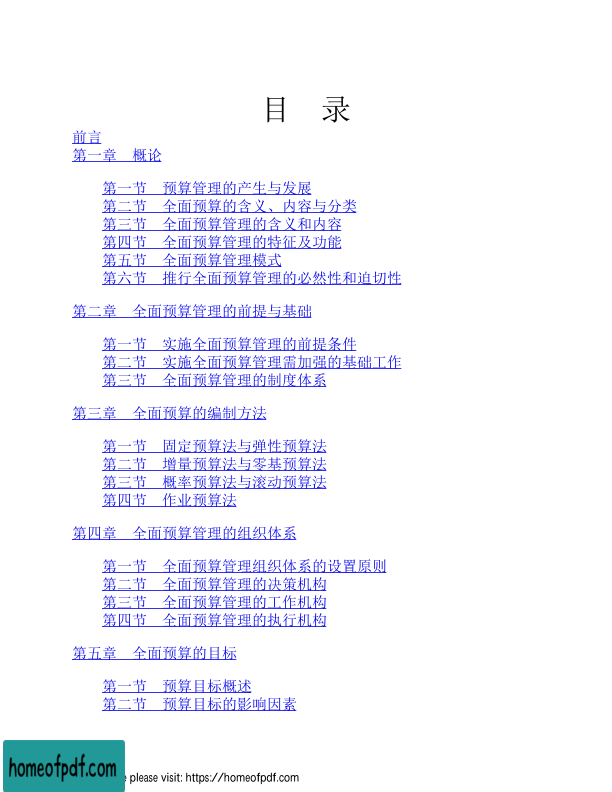 目 录
前言
第一章 概论
第一节 预算管理的产生与发展
第二节 全面预算的含义、内容与分类
第三节 全面预算管理的含义和内容
第四节 全面预算管理的特征及功能
第五节 全面预算管理模式
第六节 推行全面预算管理的必然性和迫切性
第二章 全面预算管理的前提与基础
第一节 实施全面预算管理的前提条件
第二节 实施全面预算管理需加强的基础工作
第三节 全面预算管理的制度体系
第三章 全面预算的编制方法
第一节 固定预算法与弹性预算法
第二节 增量预算法与零基预算法
第三节 概率预算法与滚动预算法
第四节 作业预算法
第四章 全面预算管理的组织体系
第一节 全面预算管理组织体系的设置原则
第二节 全面预算管理的决策机构
第三节 全面预算管理的工作机构
第四节 全面预算管理的执行机构
第五章 全面预算的目标
第一节 预算目标概述
第二节 预算目标的影响因素
homeofpdf.com
please visit: https://homeofpdf.com